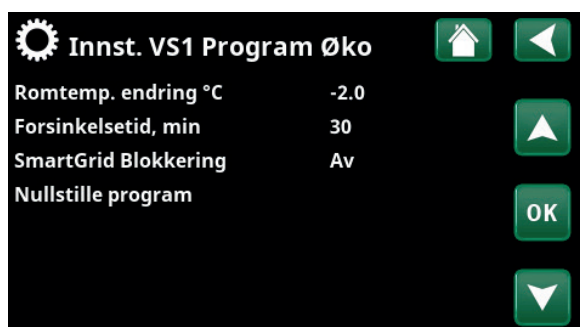 Innst. VS1 Program Øko
Romtemp. endring °C -2.0
Forsinkelsetid, min 30
SmartGrid Blokkering Av
Nullstille program
OK